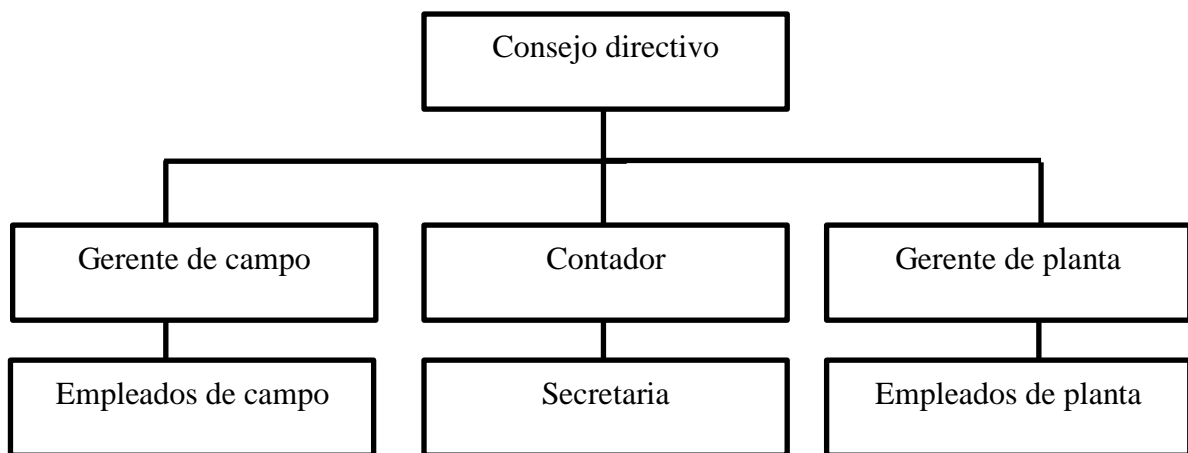 Consejo directivo
Gerente de campo
Contador
Gerente de planta
Empleados de campo
Secretaria
Empleados de planta